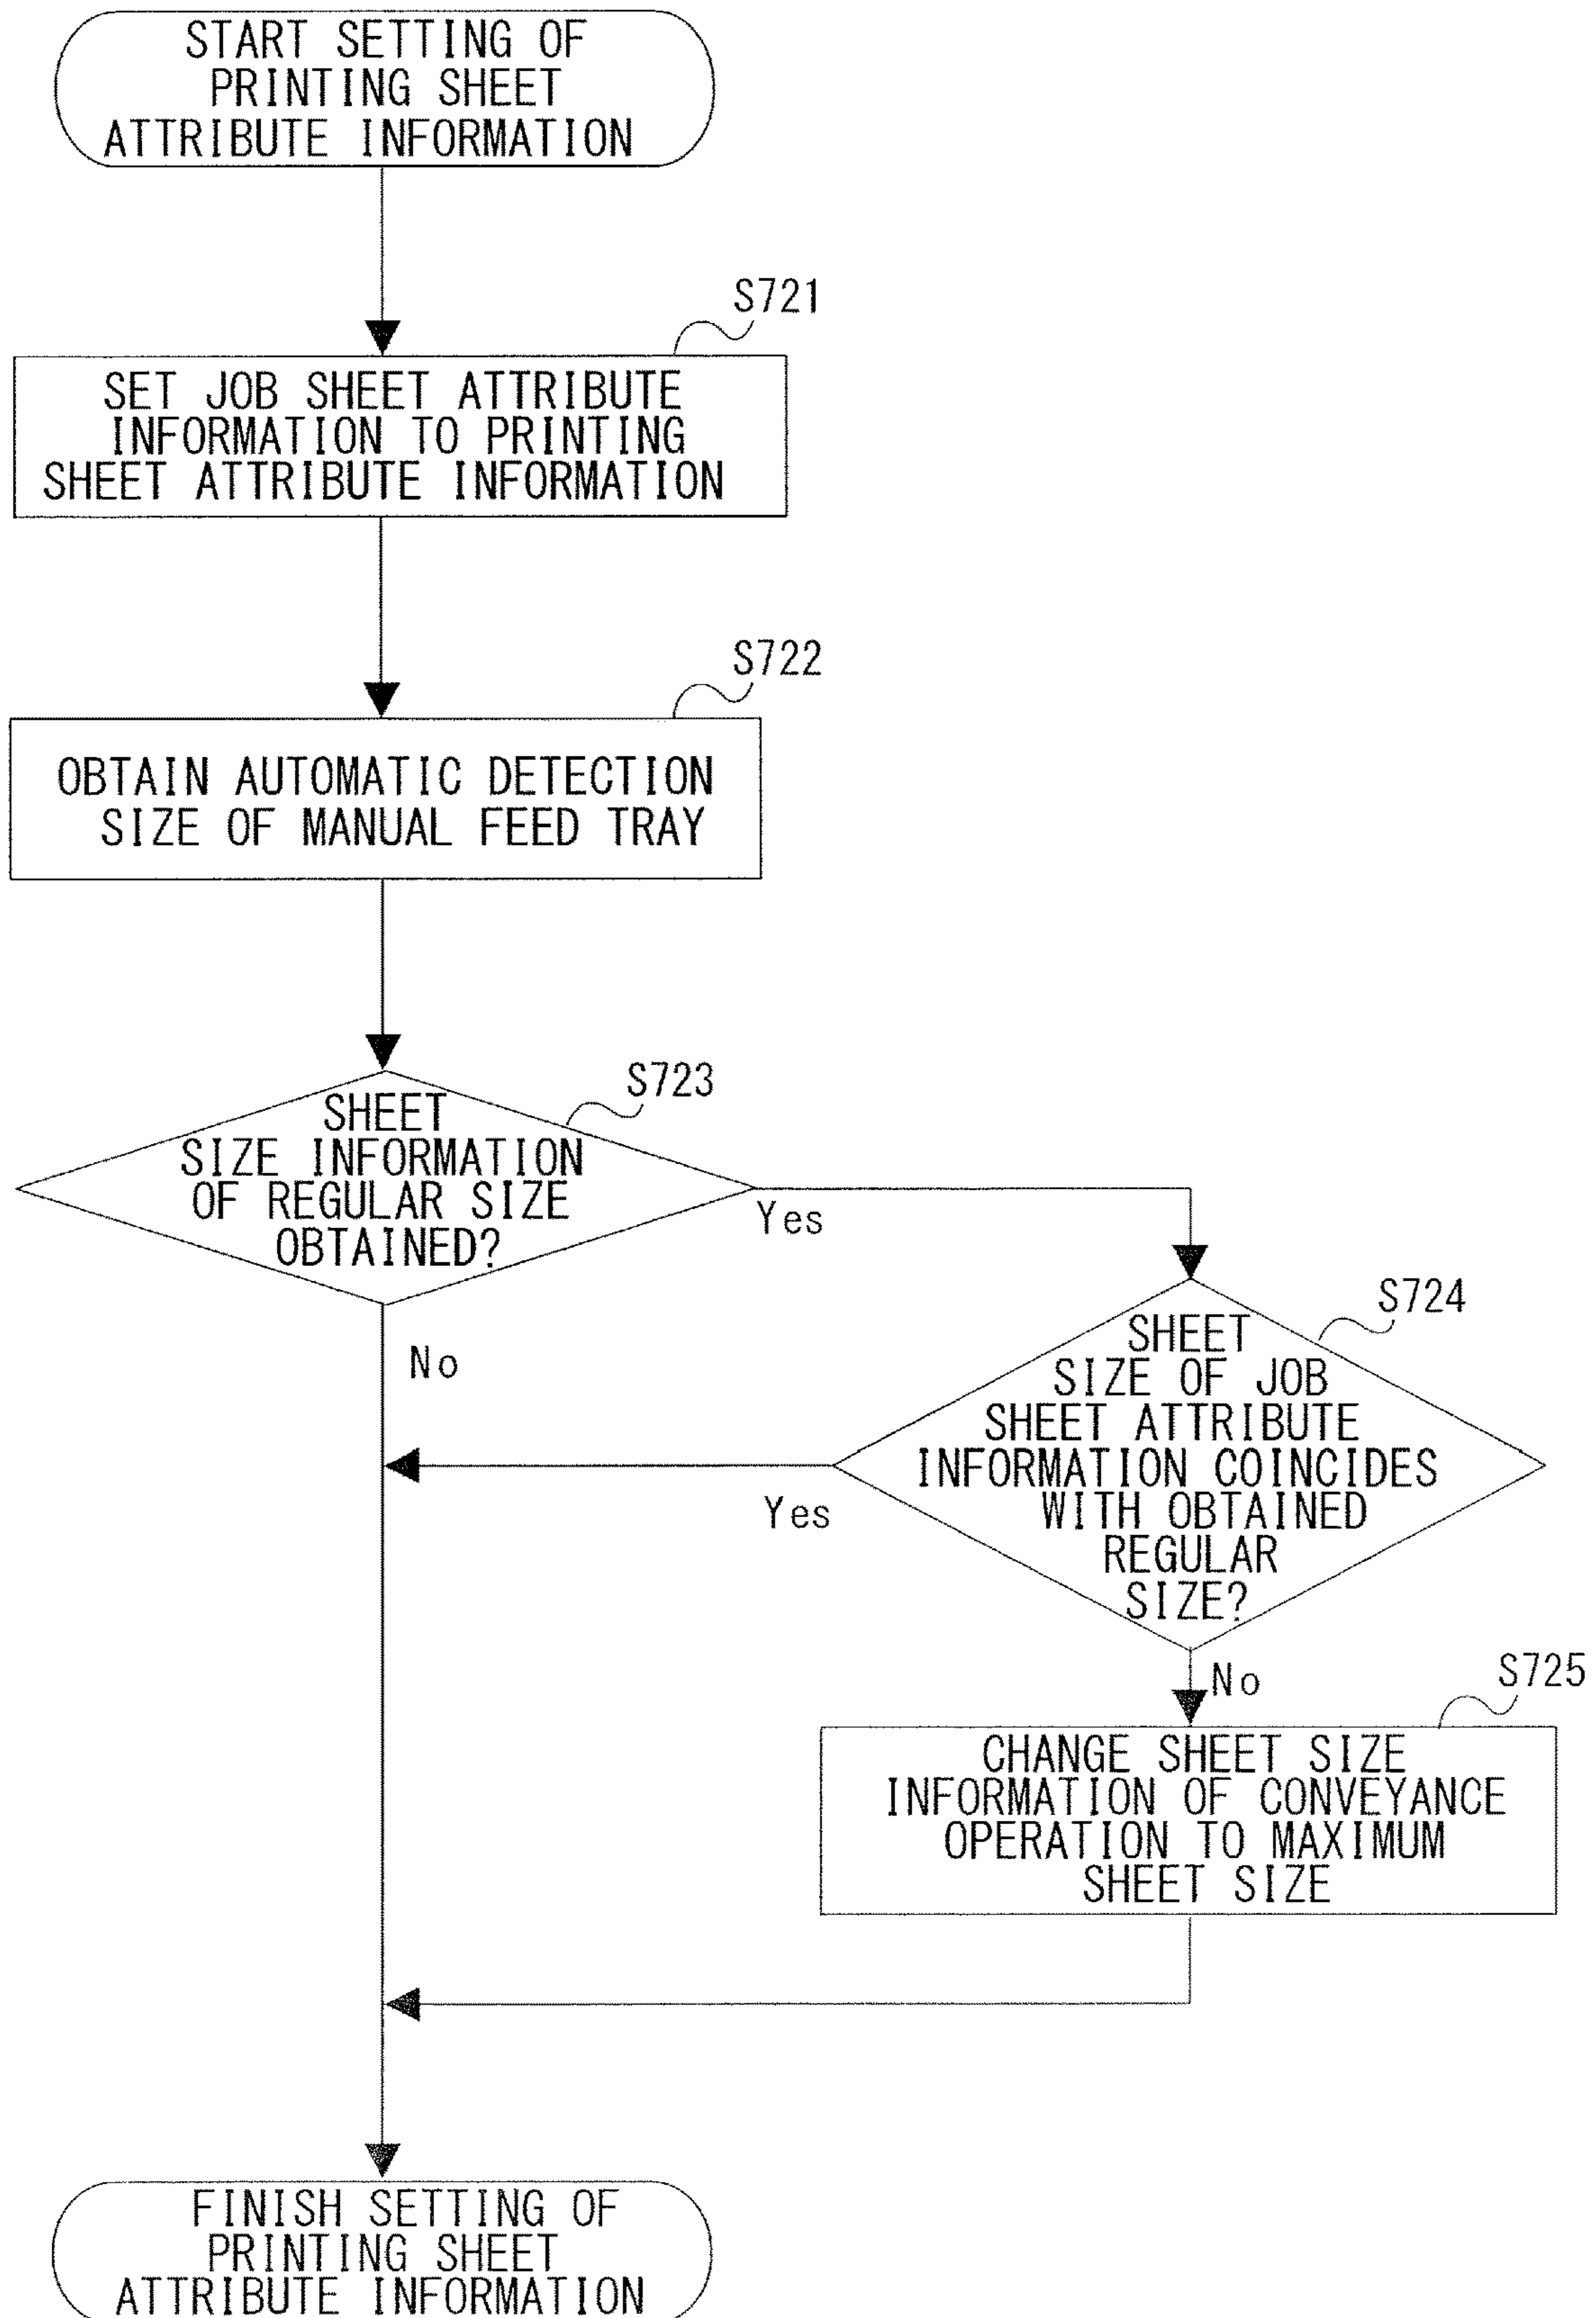 START SETTING OF
PRINTING SHEET
ATTRIBUTE INFORMATION
S721
SET JOB SHEET ATTRIBUTE
INFORMATION TO PRINTING
SHEET ATTRIBUTE INFORMATION
S722
OBTAIN AUTOMATIC DETECTION
SIZE OF MANUAL FEED TRAY
S723
SHEET
SIZE INFORMATION
OF REGULAR SIZE
OBTAINED?
Yes
No
S724
SHEET
SIZE OF JOB
SHEET ATTRIBUTE
INFORMATION COINCIDES
WITH OBTAINED
REGULAR
SIZE?
Yes
No
S725
CHANGE SHEET SIZE
INFORMATION OF CONVEYANCE
OPERATION TO MAXIMUM
SHEET SIZE
FINISH SETTING OF
PRINTING SHEET
ATTRIBUTE INFORMATION